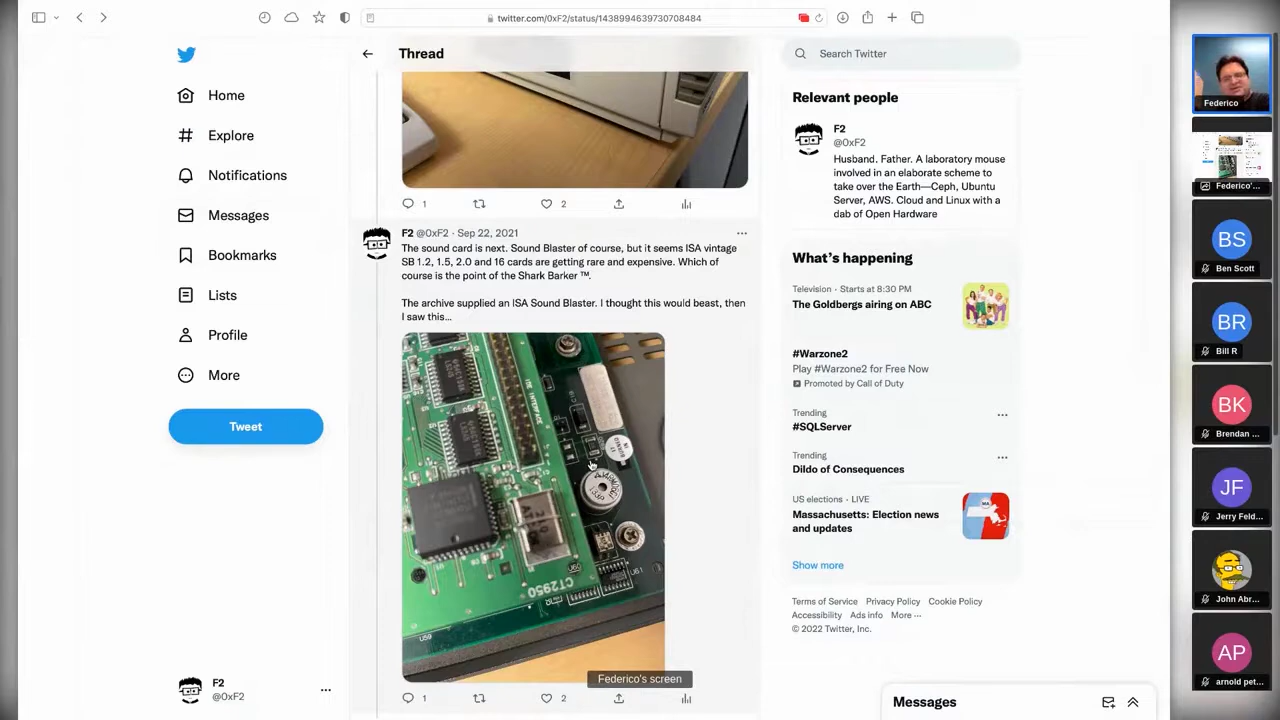 twitter.com/0xF2/status/1438994639730708484
Home
Explore
Notifications
Messages
Bookmarks
Lists
Profile
More
Tweet
F2
@0xF2
Thread
1
2
F2 @0xF2 · Sep 22, 2021
The sound card is next. Sound Blaster of course, but it seems ISA vintage
SB 1.2, 1.5, 2.0 and 16 cards are getting rare and expensive. Which of
course is the point of the Shark Barker ™.
The archive supplied an ISA Sound Blaster. I thought this would beast, then
I saw this...
IDE INTERFACE
CT2950
U59
U60
U61
Federico's screen
1
2
Search Twitter
Relevant people
F2
@0xF2
Husband. Father. A laboratory mouse
involved in an elaborate scheme to
take over the Earth—Ceph, Ubuntu
Server, AWS. Cloud and Linux with a
dab of Open Hardware
What's happening
Television · Starts at 8:30 PM
The Goldbergs airing on ABC
#Warzone2
Play #Warzone2 for Free Now
Promoted by Call of Duty
Trending
#SQLServer
Trending
Dildo of Consequences
US elections · LIVE
Massachusetts: Election news
and updates
Show more
Terms of Service Privacy Policy Cookie Policy
Accessibility Ads info More ···
© 2022 Twitter, Inc.
Messages
Federico
Federico'...
BS
Ben Scott
BR
Bill R
BK
Brendan ...
JF
Jerry Feld...
John Abr...
AP
arnold pet...